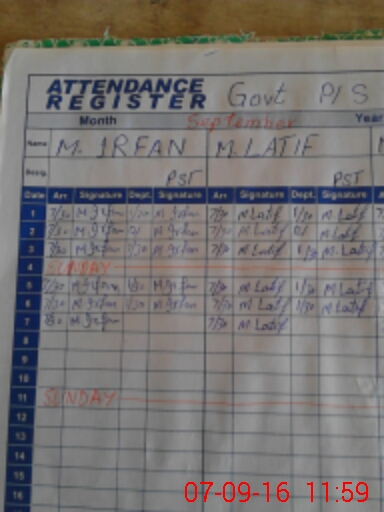 ATTENDANCE
REGISTER Govt P/S
Month September Year
Name M. IRFAN M. LATIF
Desig. PST PST
Date Arr Signature Dept. Signature Arr Signature Dept. Signature
1 7/30 M.Irfan 1/30 M.Irfan 7/30 M.Latif 1/30 M.Latif
2 7/30 M.Irfan M.Irfan 7/30 M.Latif M.Latif
3 7/30 M.Irfan 1/30 M.Irfan 7/30 M.Latif 1/30 M.Latif
4 SUNDAY
5 7/30 M.Irfan 1/30 M.Irfan 7/30 M.Latif 1/30 M.Latif
6 7/30 M.Irfan 1/30 M.Irfan 7/30 M.Latif 1/30 M.Latif
7 7/30 M.Irfan 7/30 M.Latif
8
9
10
11 SUNDAY
12
13
14
15
16
07-09-16 11:59